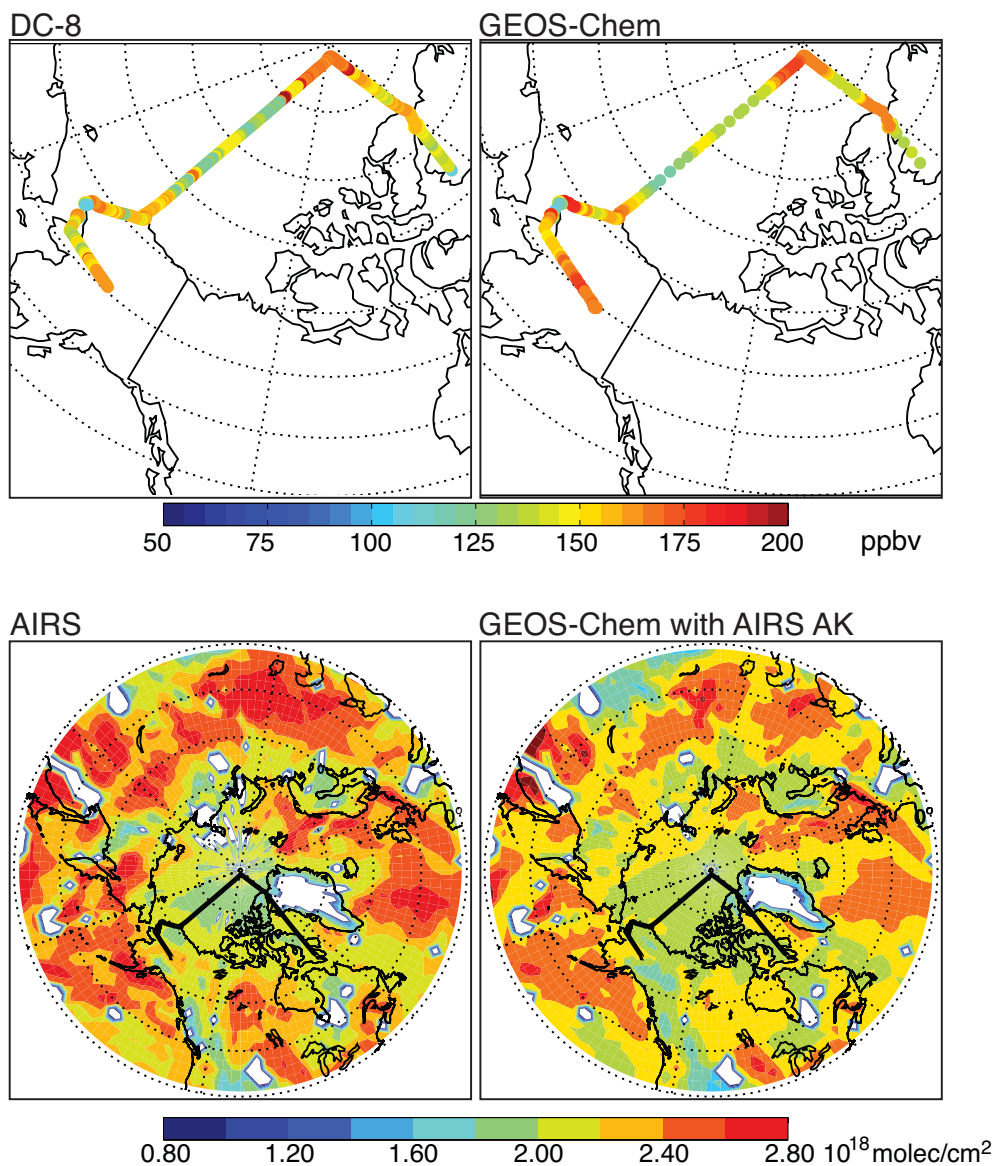 DC-8 GEOS-Chem
50 75 100 125 150 175 200 ppbv
AIRS GEOS-Chem with AIRS AK
0.80 1.20 1.60 2.00 2.40 2.80 10¹⁸molec/cm²